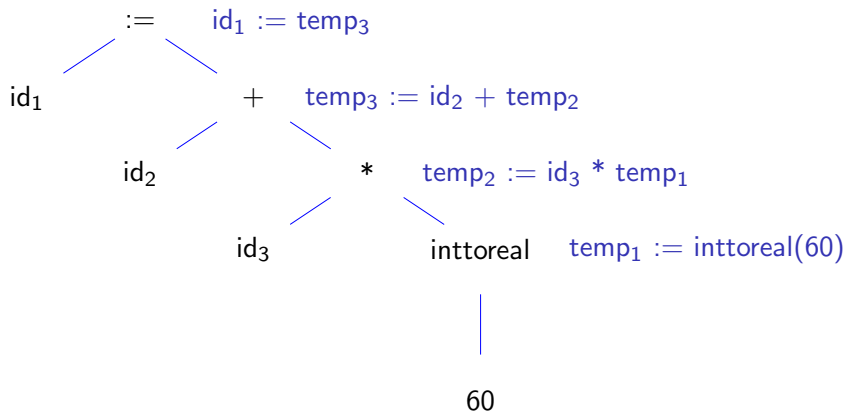 := id₁ := temp₃
id₁ + temp₃ := id₂ + temp₂
id₂ * temp₂ := id₃ * temp₁
id₃ inttoreal temp₁ := inttoreal(60)
60